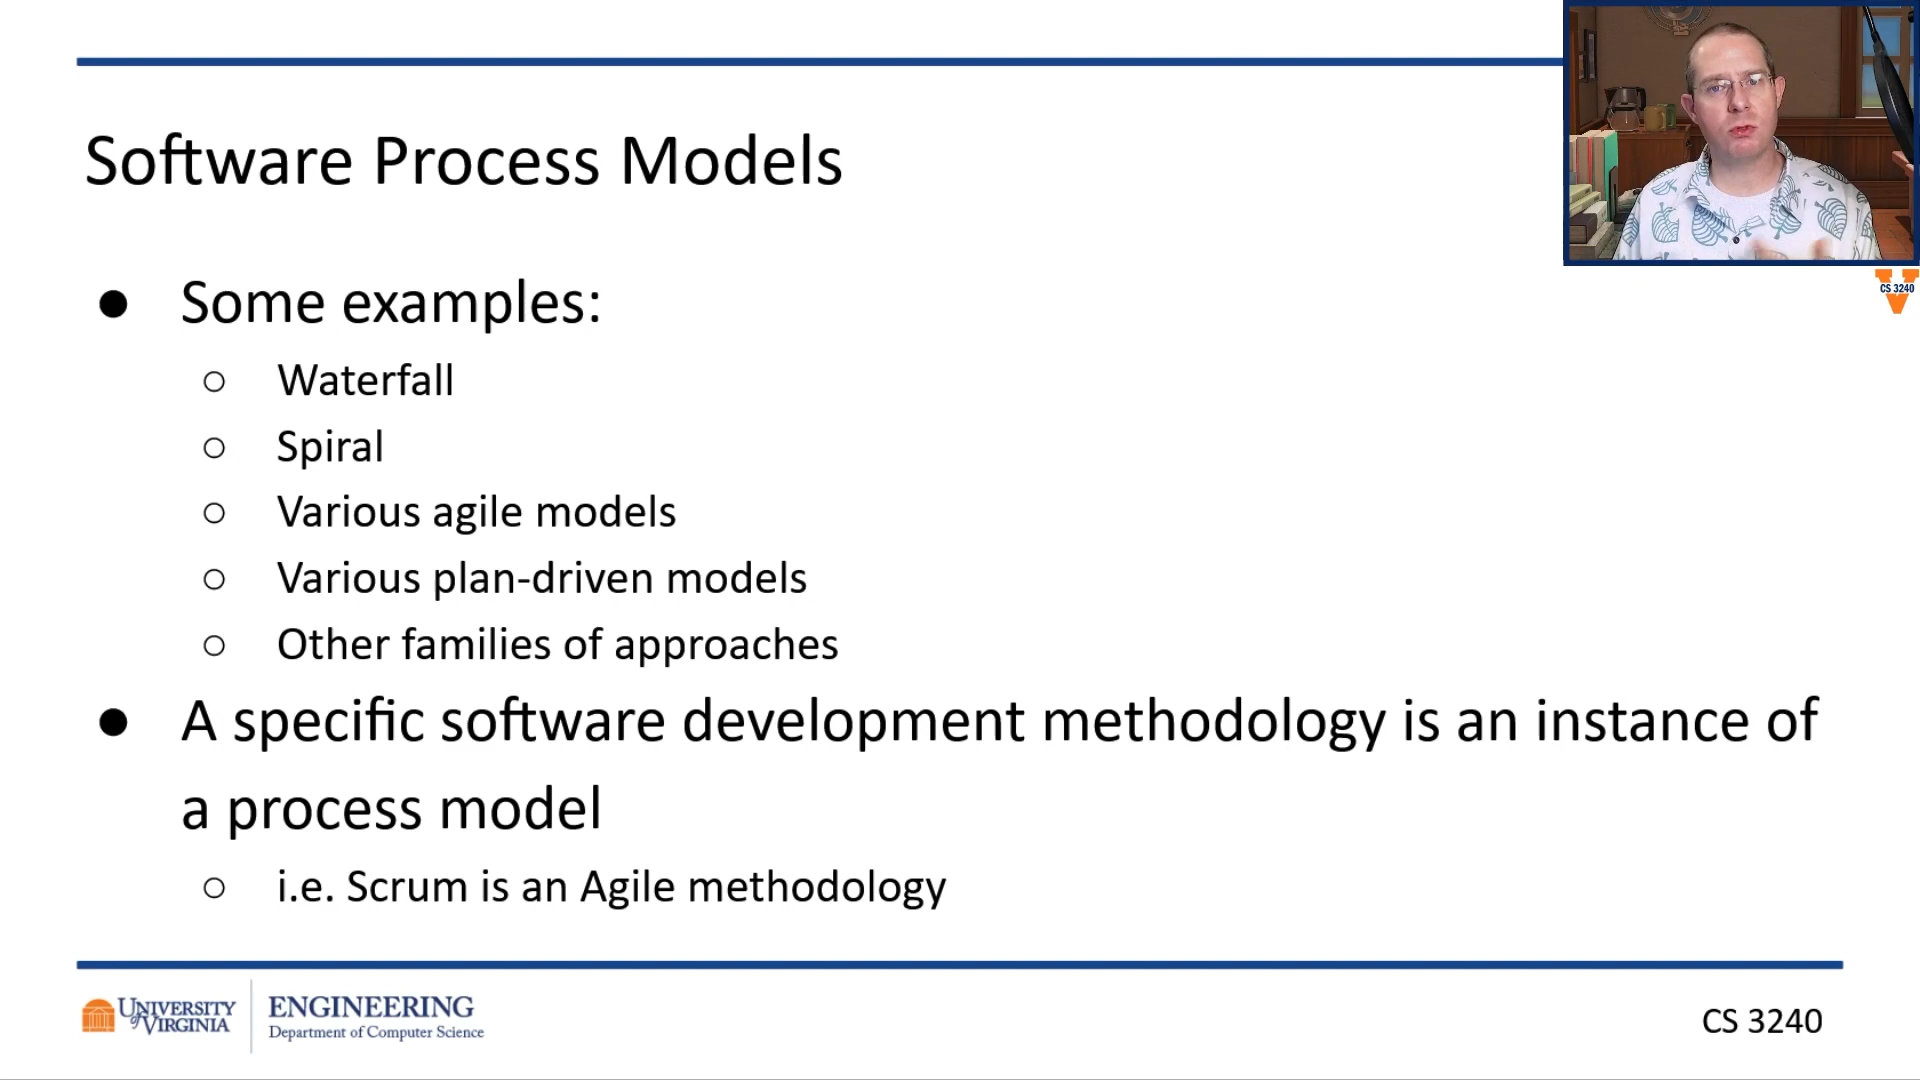 Software Process Models
CS 3240
● Some examples:
○ Waterfall
○ Spiral
○ Various agile models
○ Various plan-driven models
○ Other families of approaches
● A specific software development methodology is an instance of
a process model
○ i.e. Scrum is an Agile methodology
UNIVERSITY
of VIRGINIA
ENGINEERING
Department of Computer Science
CS 3240